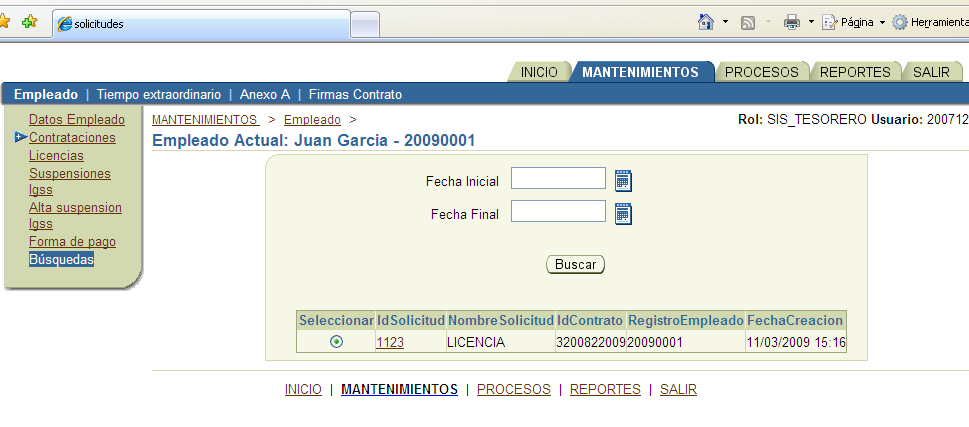 solicitudes
Página
Herramienta
INICIO MANTENIMIENTOS PROCESOS REPORTES SALIR
Empleado | Tiempo extraordinario | Anexo A | Firmas Contrato
Datos Empleado
Contrataciones
Licencias
Suspensiones
Igss
Alta suspension
Igss
Forma de pago
Búsquedas
MANTENIMIENTOS > Empleado >
Rol: SIS_TESORERO Usuario: 200712
Empleado Actual: Juan Garcia - 20090001
Fecha Inicial
Fecha Final
Buscar
Seleccionar IdSolicitud NombreSolicitud IdContrato RegistroEmpleado FechaCreacion
1123 LICENCIA 3200822009 20090001 11/03/2009 15:16
INICIO | MANTENIMIENTOS | PROCESOS | REPORTES | SALIR